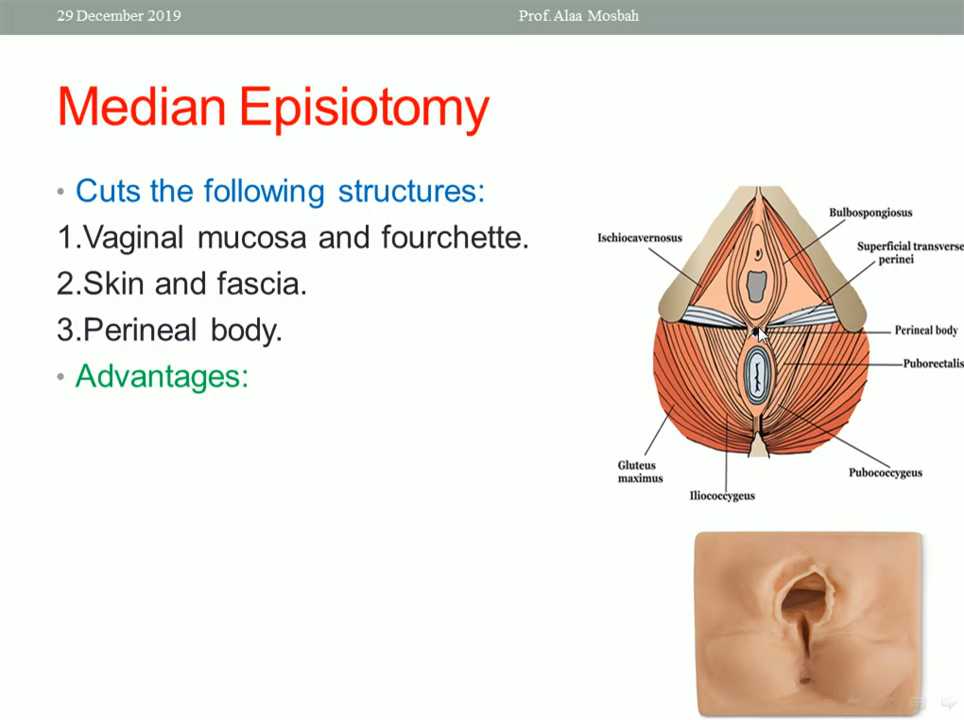 29 December 2019
Prof. Alaa Mosbah
Median Episiotomy
• Cuts the following structures:
1.Vaginal mucosa and fourchette.
2.Skin and fascia.
3.Perineal body.
• Advantages:
Bulbospongiosus
Ischiocavernosus
Superficial transverse
perinei
Perineal body
Puborectalis
Gluteus
maximus
Pubococcygeus
Iliococcygeus